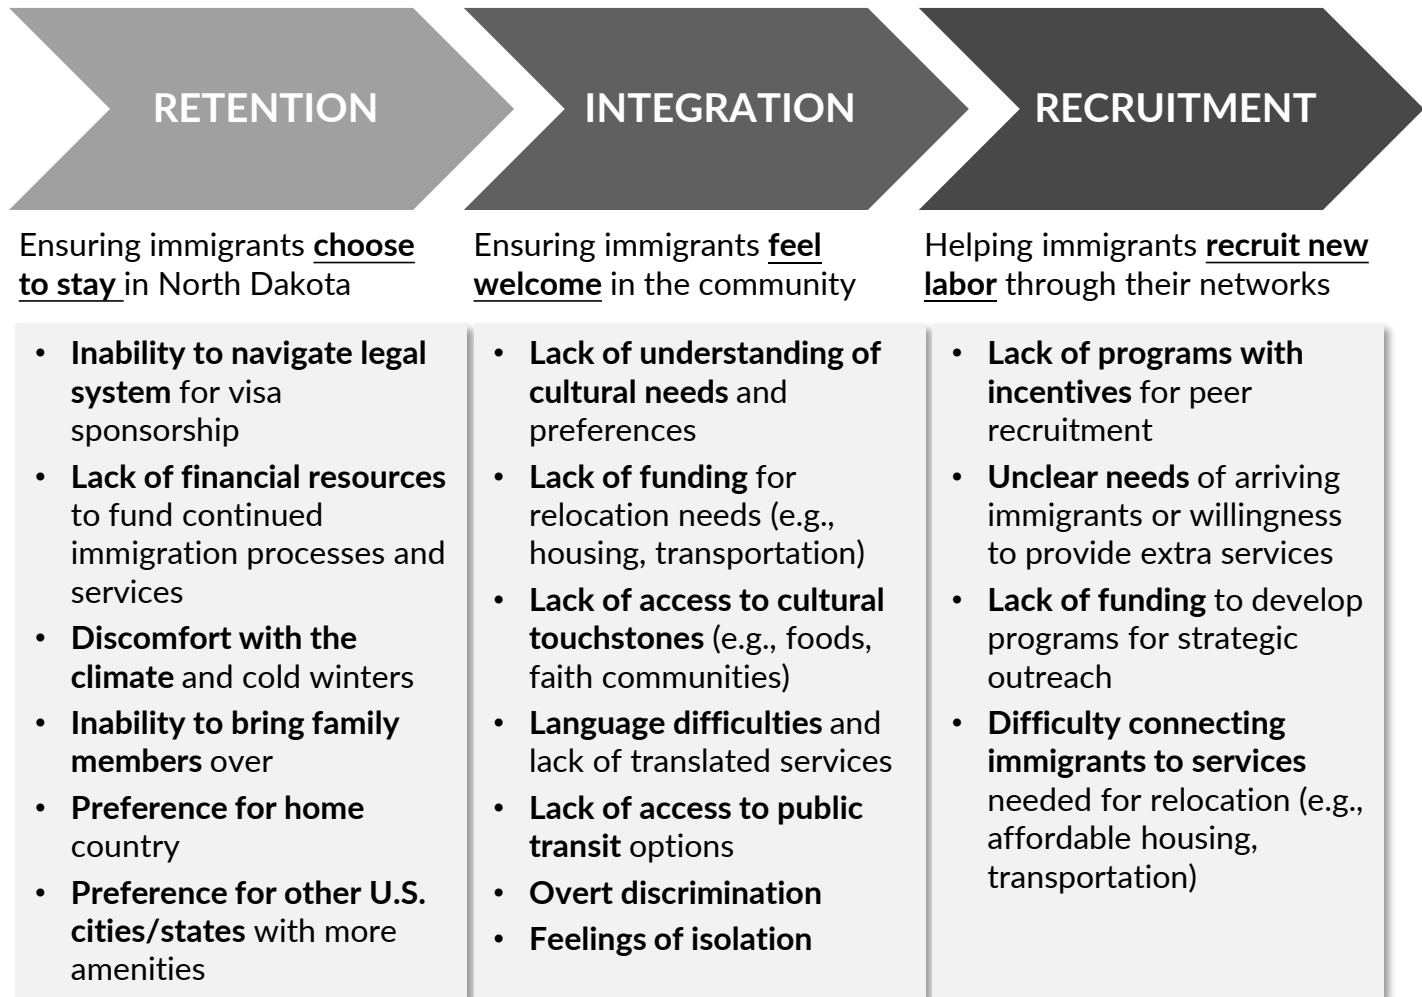 RETENTION
Ensuring immigrants choose
to stay in North Dakota
• Inability to navigate legal
system for visa
sponsorship
• Lack of financial resources
to fund continued
immigration processes and
services
• Discomfort with the
climate and cold winters
• Inability to bring family
members over
• Preference for home
country
• Preference for other U.S.
cities/states with more
amenities
INTEGRATION
Ensuring immigrants feel
welcome in the community
• Lack of understanding of
cultural needs and
preferences
• Lack of funding for
relocation needs (e.g.,
housing, transportation)
• Lack of access to cultural
touchstones (e.g., foods,
faith communities)
• Language difficulties and
lack of translated services
• Lack of access to public
transit options
• Overt discrimination
• Feelings of isolation
RECRUITMENT
Helping immigrants recruit new
labor through their networks
• Lack of programs with
incentives for peer
recruitment
• Unclear needs of arriving
immigrants or willingness
to provide extra services
• Lack of funding to develop
programs for strategic
outreach
• Difficulty connecting
immigrants to services
needed for relocation (e.g.,
affordable housing,
transportation)